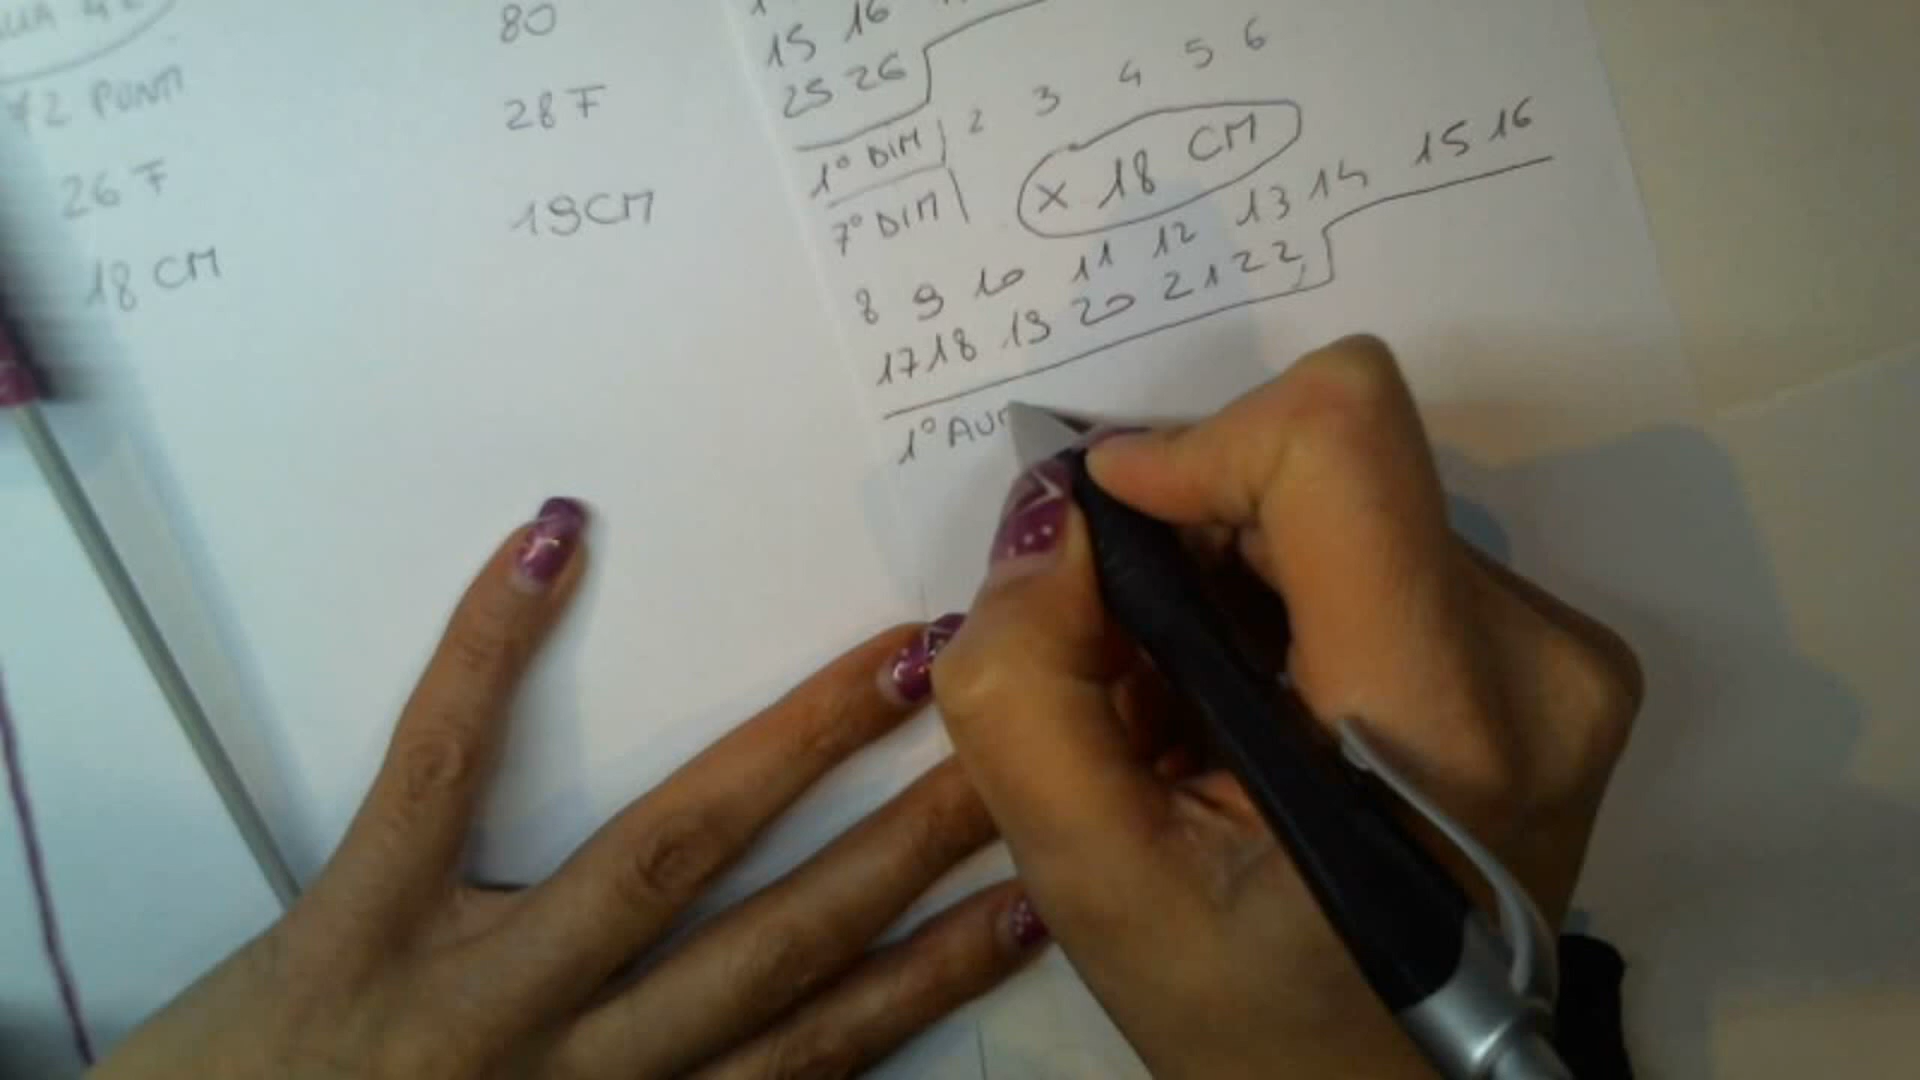 72 PUNTI
26 F
18 CM
80
28 F
19 CM
15 16
25 26
1° DIM 2 3 4 5 6
7° DIM
X 18 CM
8 9 10 11 12 13 14 15 16
17 18 19 20 21 22
1° AU